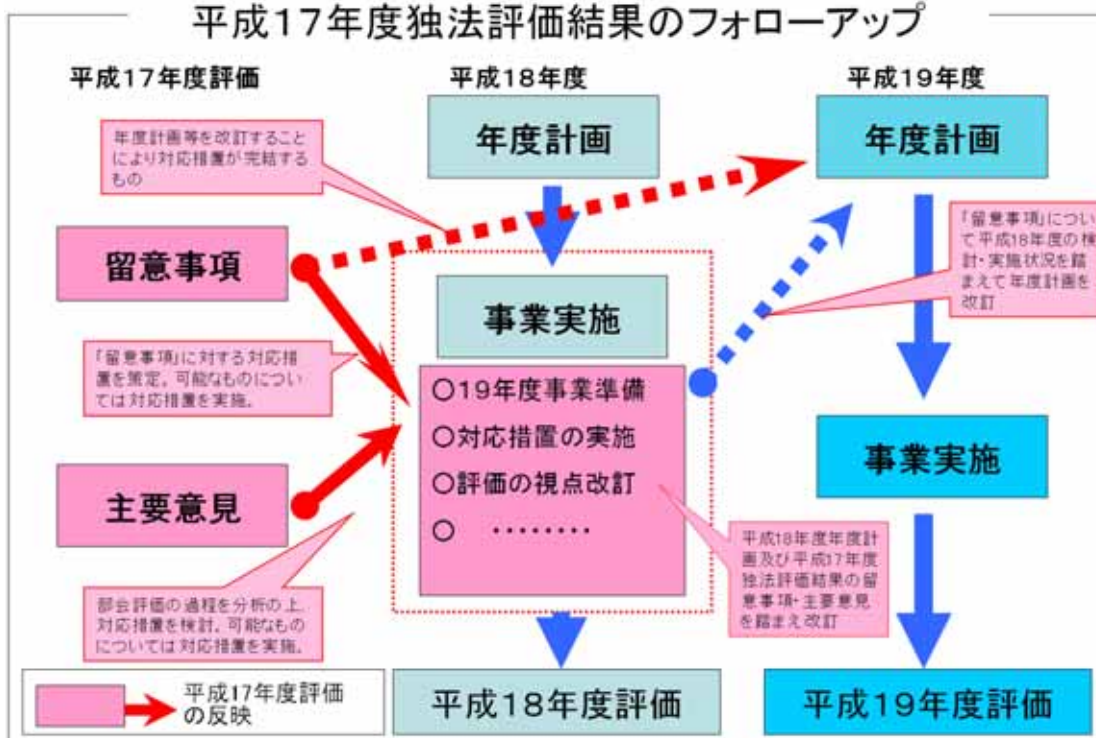 平成17年度独法評価結果のフォローアップ
平成17年度評価
平成18年度
平成19年度
年度計画等を改訂すること
により対応措置が完結する
もの
年度計画
年度計画
留意事項
「留意事項」につい
て平成18年度の検
討・実施状況を踏
まえて年度計画を
改訂
事業実施
「留意事項」に対する対応措
置を策定。可能なものについ
ては対応措置を実施。
○19年度事業準備
○対応措置の実施
○評価の視点改訂
○ ・・・・・・・・
事業実施
主要意見
平成18年度年度計
画及び平成17年度
独法評価結果の留
意事項・主要意見
を踏まえ改訂
部会評価の過程を分析の上、
対応措置を検討。可能なもの
については対応措置を実施。
平成17年度評価
の反映
平成18年度評価
平成19年度評価